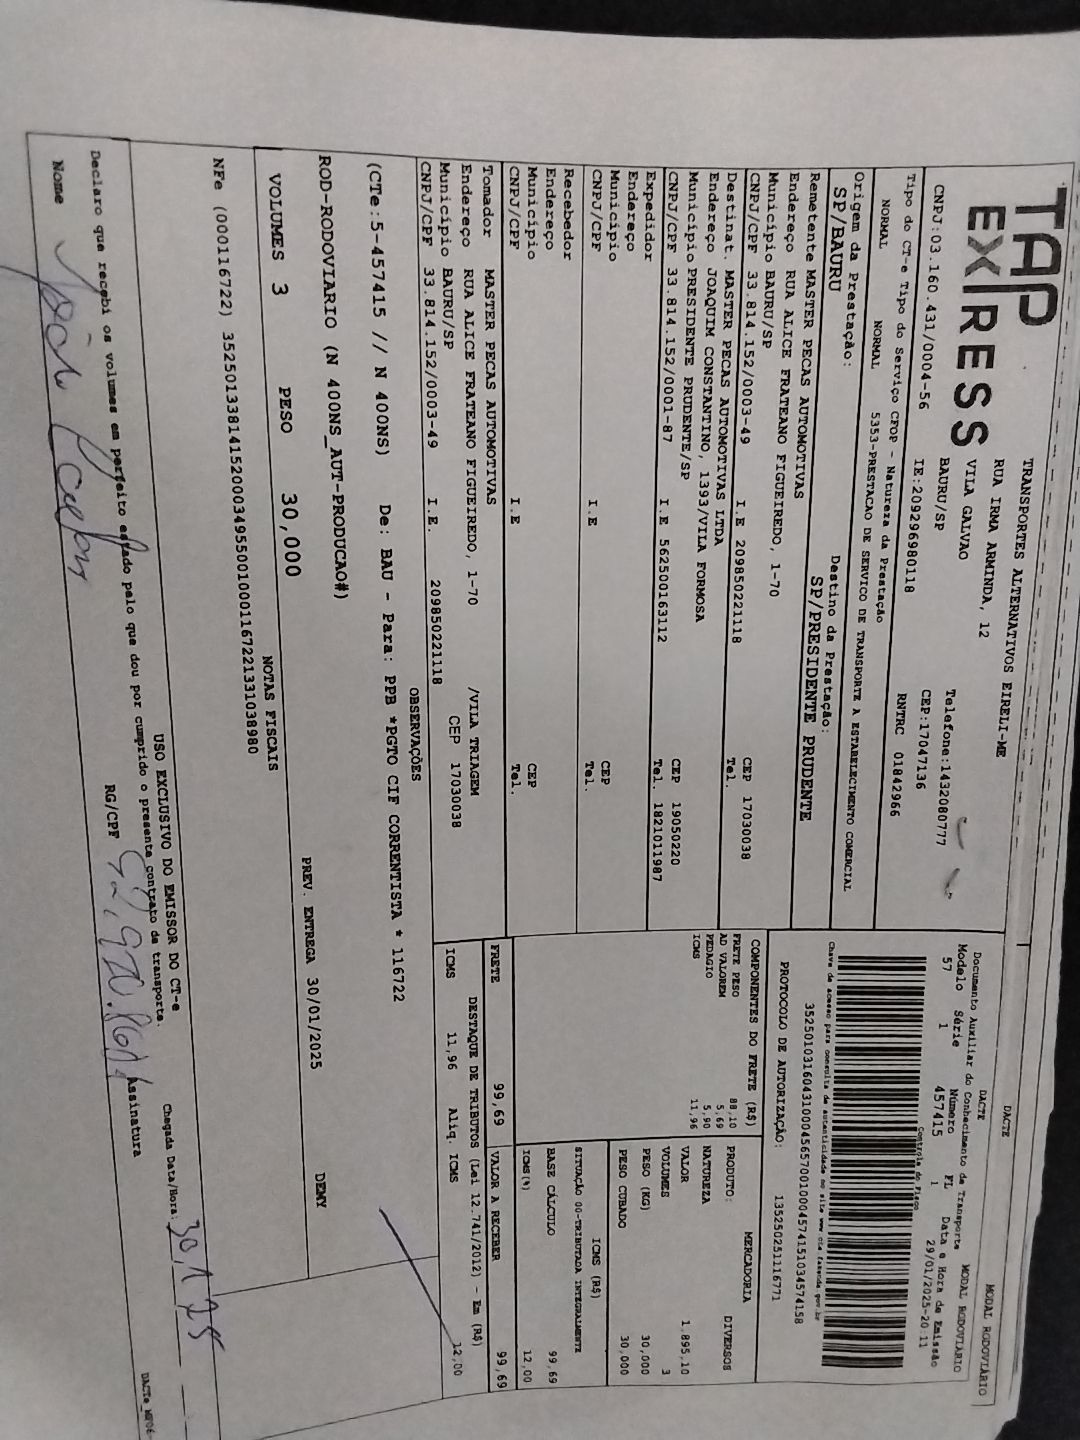 TAP EXPRESS
TRANSPORTES ALTERNATIVOS EIRELI-ME
RUA IRMA ARMINDA, 12
VILA GALVAO
BAURU/SP
Telefone:1432080777
CEP:17047136
CNPJ:03.160.431/0004-56 IE:209296980118 RNTRC 01842966
Tipo do CT-e Tipo do Serviço CFOP - Natureza da Prestação
NORMAL NORMAL 5353-PRESTACAO DE SERVICO DE TRANSPORTE A ESTABELECIMENTO COMERCIAL
Origem da Prestação: Destino da Prestação:
SP/BAURU SP/PRESIDENTE PRUDENTE
DACTE MODAL RODOVIÁRIO
DACTE
Documento Auxiliar do Conhecimento de Transporte MODAL RODOVIÁRIO
Modelo Série Número FL Data e Hora de Emissão
57 1 457415 1 29/01/2025-20:11
Controle do Fisco
Chave de acesso para consulta de autenticidade no site www cte fazenda gov.br
35250103160431000456570010004574151034574158
PROTOCOLO DE AUTORIZAÇÃO: 135250251116771
Remetente MASTER PECAS AUTOMOTIVAS
Endereço RUA ALICE FRATEANO FIGUEIREDO, 1-70
Município BAURU/SP CEP 17030038
CNPJ/CPF 33.814.152/0003-49 I.E 209850221118 Tel.
Destinat. MASTER PECAS AUTOMOTIVAS LTDA
Endereço JOAQUIM CONSTANTINO, 1393/VILA FORMOSA
Município PRESIDENTE PRUDENTE/SP CEP 19050220
CNPJ/CPF 33.814.152/0001-87 I.E 562500163112 Tel. 1821011987
Expedidor
Endereço
Município CEP
CNPJ/CPF I.E Tel.
Recebedor
Endereço
Município CEP
CNPJ/CPF I.E Tel.
Tomador MASTER PECAS AUTOMOTIVAS
Endereço RUA ALICE FRATEANO FIGUEIREDO, 1-70 /VILA TRIAGEM
Município BAURU/SP CEP 17030038
CNPJ/CPF 33.814.152/0003-49 I.E. 209850221118
COMPONENTES DO FRETE (R$)
FRETE PESO 88,10
AD VALOREM 5,69
PEDAGIO 5,90
ICMS 11,96
MERCADORIA
PRODUTO: DIVERSOS
NATUREZA
VALOR 1.895,10
VOLUMES 3
PESO (KG) 30,000
PESO CUBADO 30,000
ICMS (R$)
SITUAÇÃO 00-TRIBUTADA INTEGRALMENTE
BASE CÁLCULO 99,69
ICMS(%) 12,00
FRETE 99,69 VALOR A RECEBER 99,69
DESTAQUE DE TRIBUTOS (Lei 12.741/2012) - Em (R$)
ICMS 11,96 Aliq. ICMS 12,00
OBSERVAÇÕES
(CTe:5-457415 // N 400NS) De: BAU - Para: PPB *PGTO CIF CORRENTISTA * 116722
ROD-RODOVIARIO (N 400NS_AUT-PRODUCAO#)
PREV. ENTREGA 30/01/2025 DEMY
VOLUMES 3 PESO 30,000
NOTAS FISCAIS
NFe (000116722) 35250133814152000349550010001167221331038980
USO EXCLUSIVO DO EMISSOR DO CT-e
Declaro que recebi os volumes em perfeito estado pelo que dou por cumprido o presente contrato de transporte.
Chegada Data/Hora: 30,1,25
Nome RG/CPF Assinatura
DACTe_MP06-